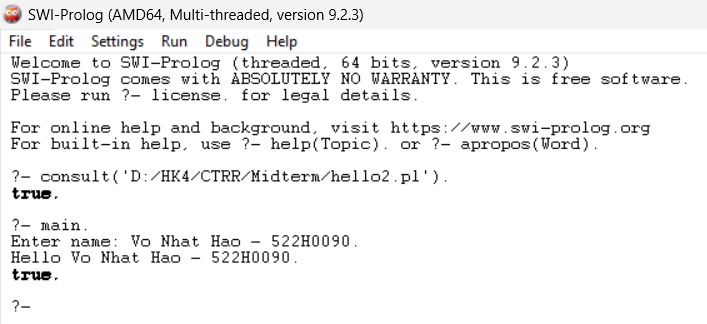 SWI-Prolog (AMD64, Multi-threaded, version 9.2.3)
File Edit Settings Run Debug Help
Welcome to SWI-Prolog (threaded, 64 bits, version 9.2.3)
SWI-Prolog comes with ABSOLUTELY NO WARRANTY. This is free software.
Please run ?- license. for legal details.
For online help and background, visit https://www.swi-prolog.org
For built-in help, use ?- help(Topic). or ?- apropos(Word).
?- consult('D:/HK4/CTRR/Midterm/hello2.pl').
true.
?- main.
Enter name: Vo Nhat Hao - 522H0090.
Hello Vo Nhat Hao - 522H0090.
true.
?-